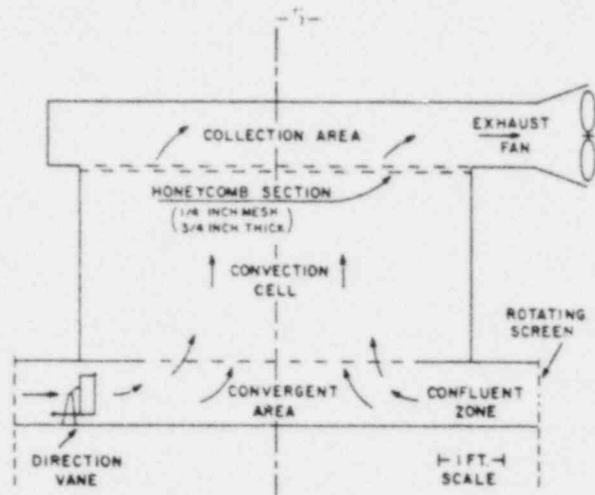 COLLECTION AREA
EXHAUST
FAN
HONEYCOMB SECTION
(1/4 INCH MESH
3/4 INCH THICK)
CONVECTION
CELL
ROTATING
SCREEN
CONVERGENT
AREA
CONFLUENT
ZONE
DIRECTION
VANE
1 FT.
SCALE